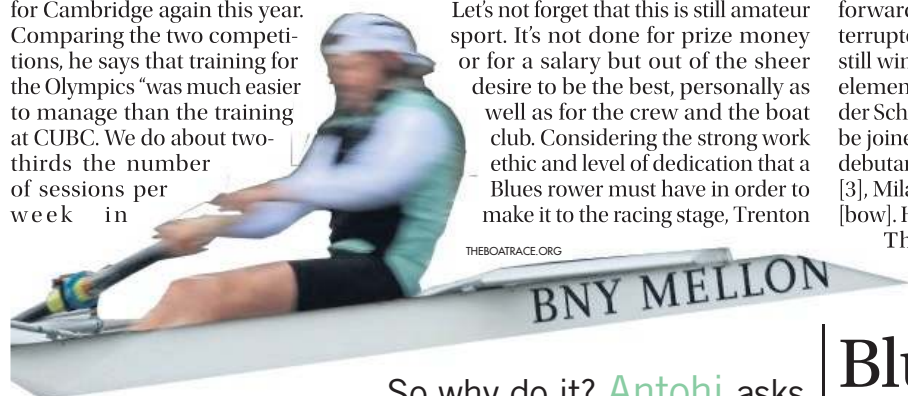 for Cambridge again this year.
Comparing the two competi-
tions, he says that training for
the Olympics “was much easier
to manage than the training
at CUBC. We do about two-
thirds the number
of sessions per
week in
Let’s not forget that this is still amateur
sport. It’s not done for prize money
or for a salary but out of the sheer
desire to be the best, personally as
well as for the crew and the boat
club. Considering the strong work
ethic and level of dedication that a
Blues rower must have in order to
make it to the racing stage, Trenton
THEBOATRACE.ORG
BNY MELLON
So why do it? Antohi asks
forward
still win
be joine
[3], Mila
[bow].
Th
Blu